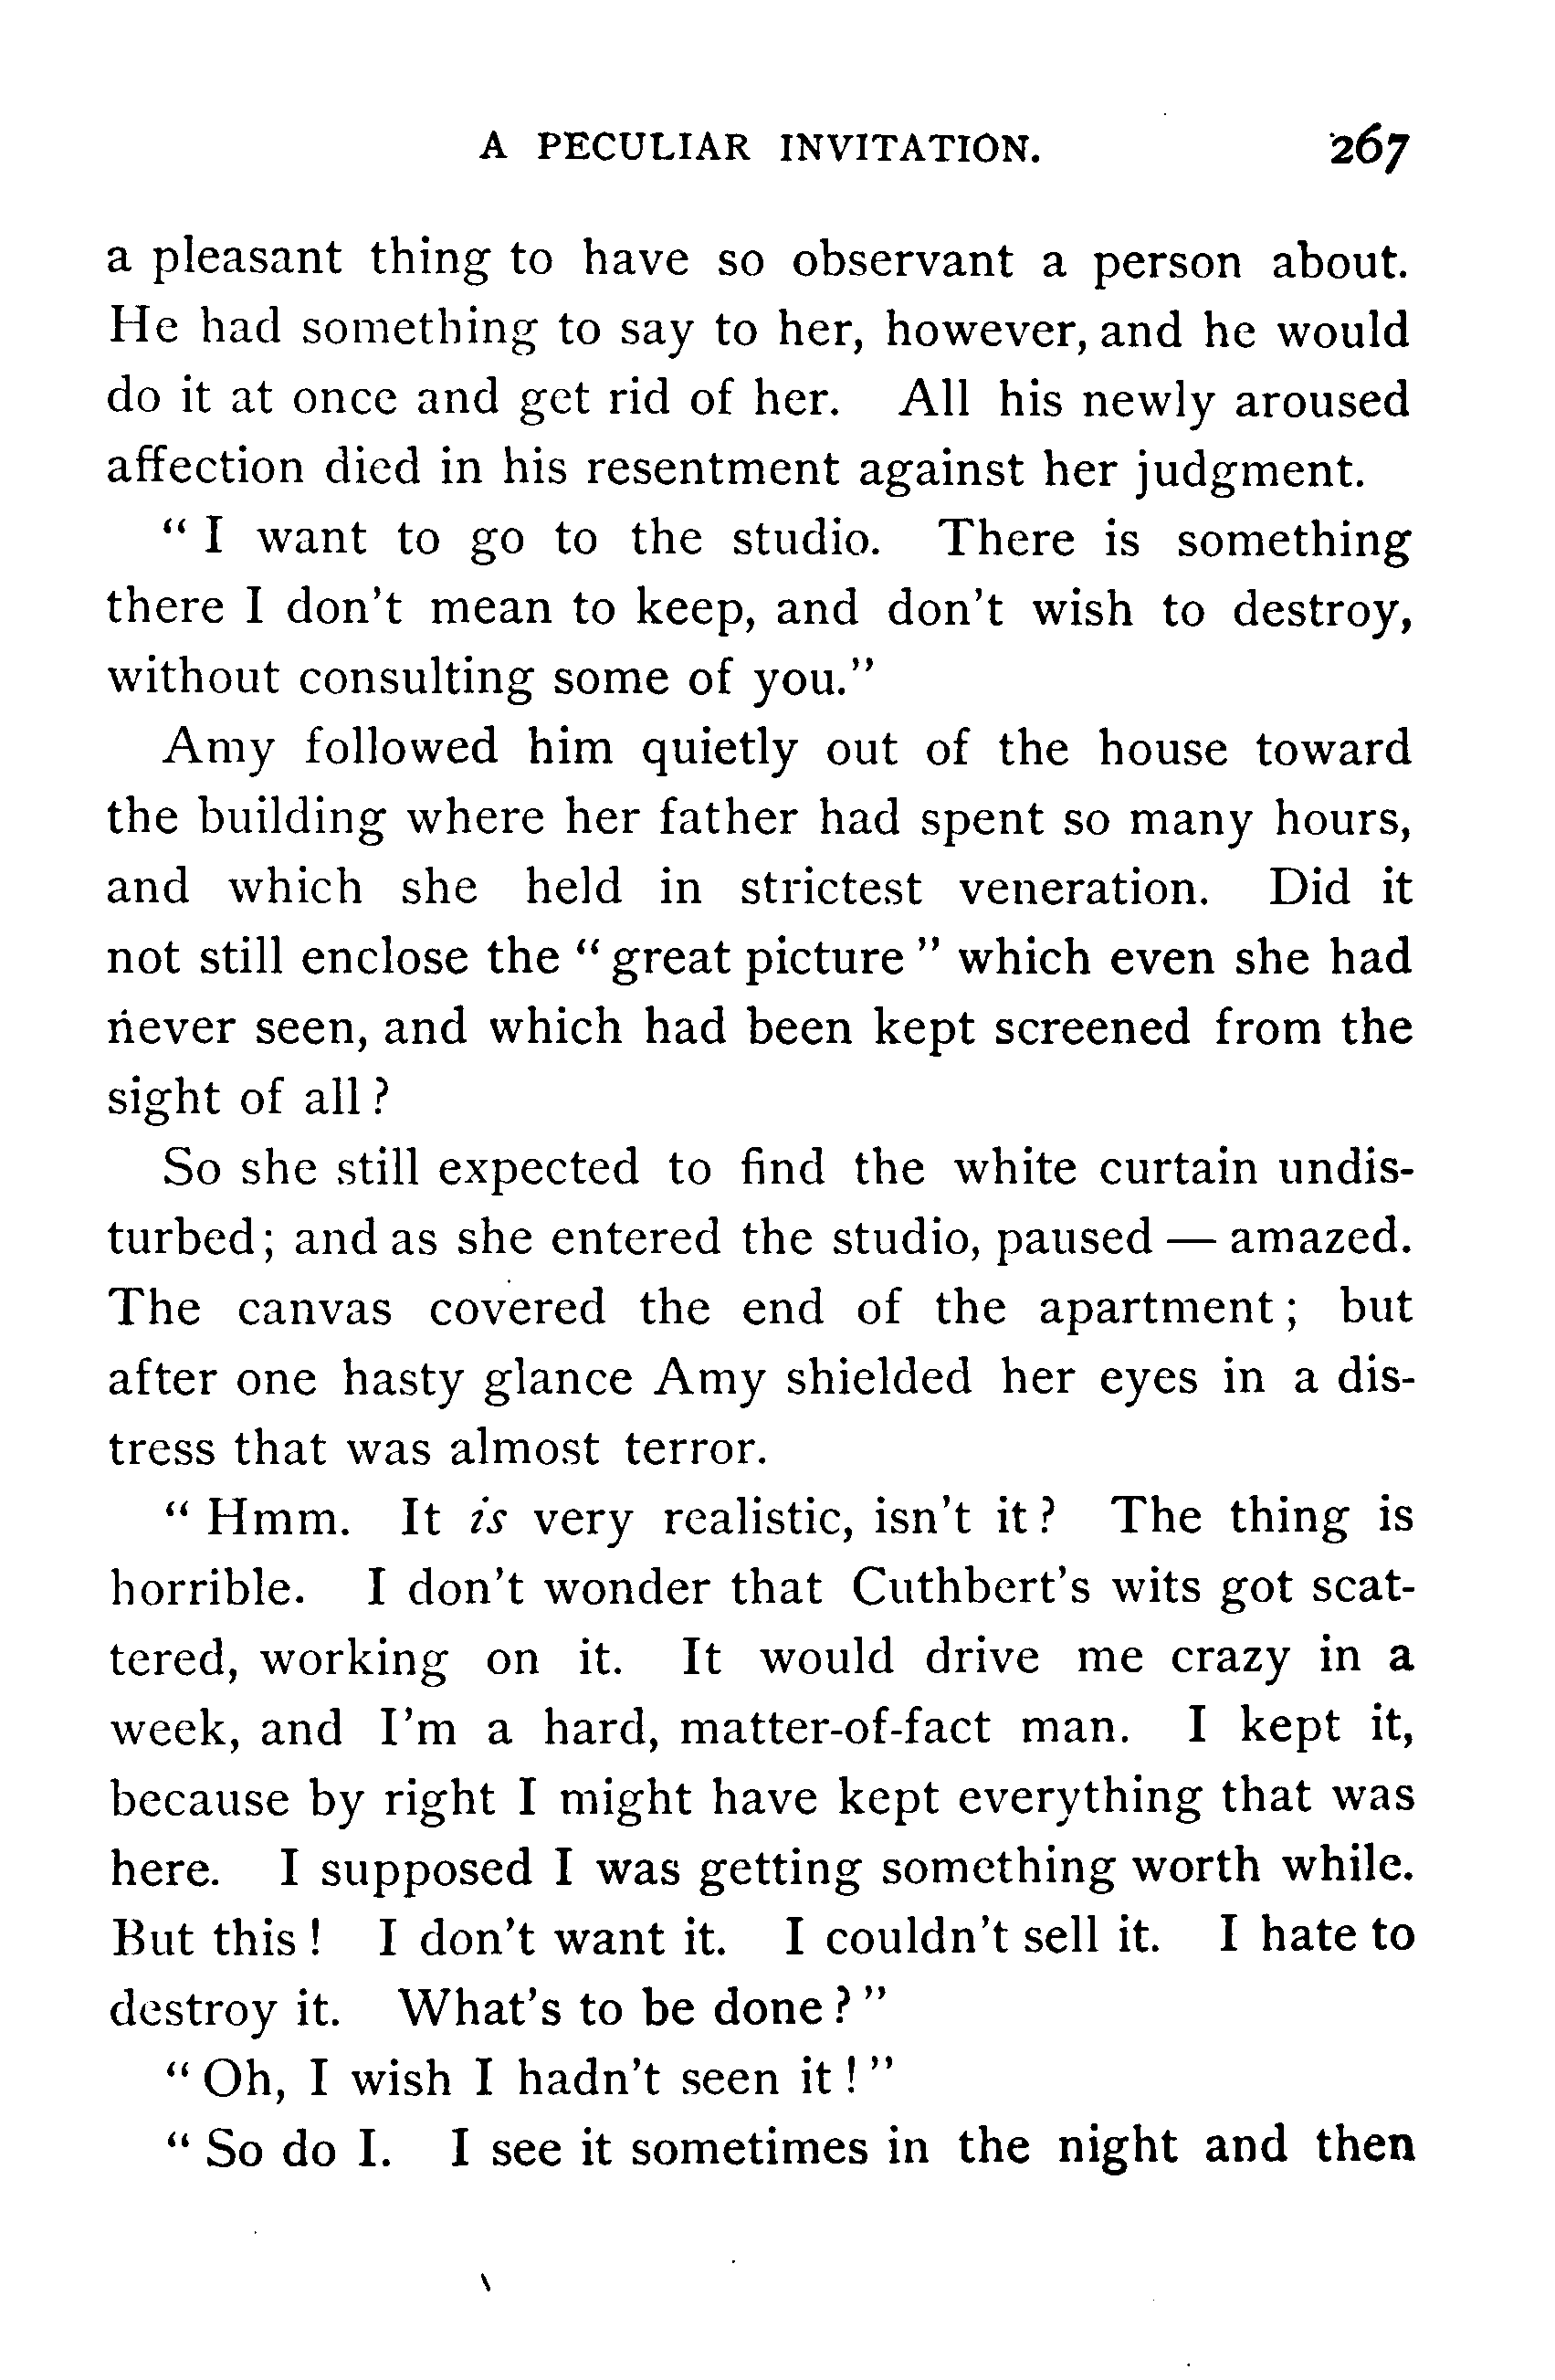 A PECULIAR INVITATION. 267
a pleasant thing to have so observant a person about.
He had something to say to her, however, and he would
do it at once and get rid of her. All his newly aroused
affection died in his resentment against her judgment.
“ I want to go to the studio. There is something
there I don’t mean to keep, and don’t wish to destroy,
without consulting some of you.”
Amy followed him quietly out of the house toward
the building where her father had spent so many hours,
and which she held in strictest veneration. Did it
not still enclose the “ great picture ” which even she had
never seen, and which had been kept screened from the
sight of all ?
So she still expected to find the white curtain undis-
turbed; and as she entered the studio, paused — amazed.
The canvas covered the end of the apartment ; but
after one hasty glance Amy shielded her eyes in a dis-
tress that was almost terror.
“ Hmm. It is very realistic, isn’t it ? The thing is
horrible. I don’t wonder that Cuthbert’s wits got scat-
tered, working on it. It would drive me crazy in a
week, and I’m a hard, matter-of-fact man. I kept it,
because by right I might have kept everything that was
here. I supposed I was getting something worth while.
But this ! I don’t want it. I couldn’t sell it. I hate to
destroy it. What’s to be done ? ”
“ Oh, I wish I hadn’t seen it ! ”
“ So do I. I see it sometimes in the night and then